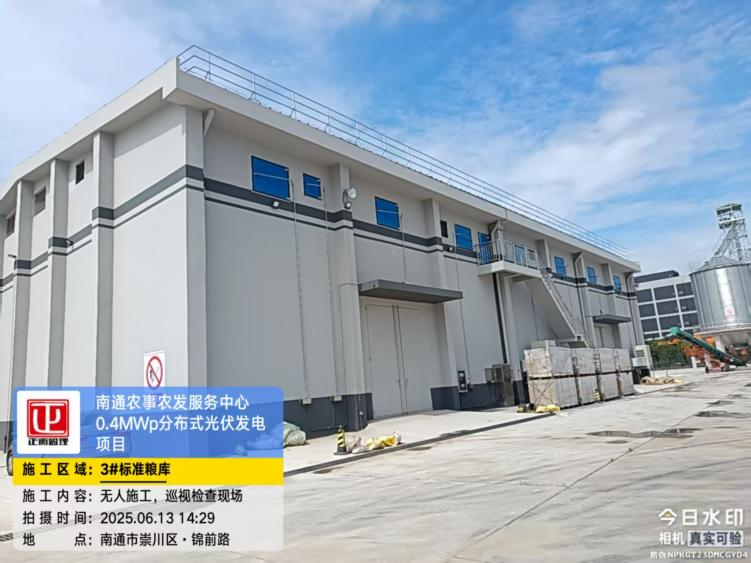 南通农事农发服务中心
0.4MWp分布式光伏发电
项目
正衡管理
施工区域：3#标准粮库
施工内容：无人施工，巡视检查现场
拍摄时间：2025.06.13 14:29
地点：南通市崇川区·锦前路
今日水印
相机 真实可验
防伪 NPKGT23DMCGYD4